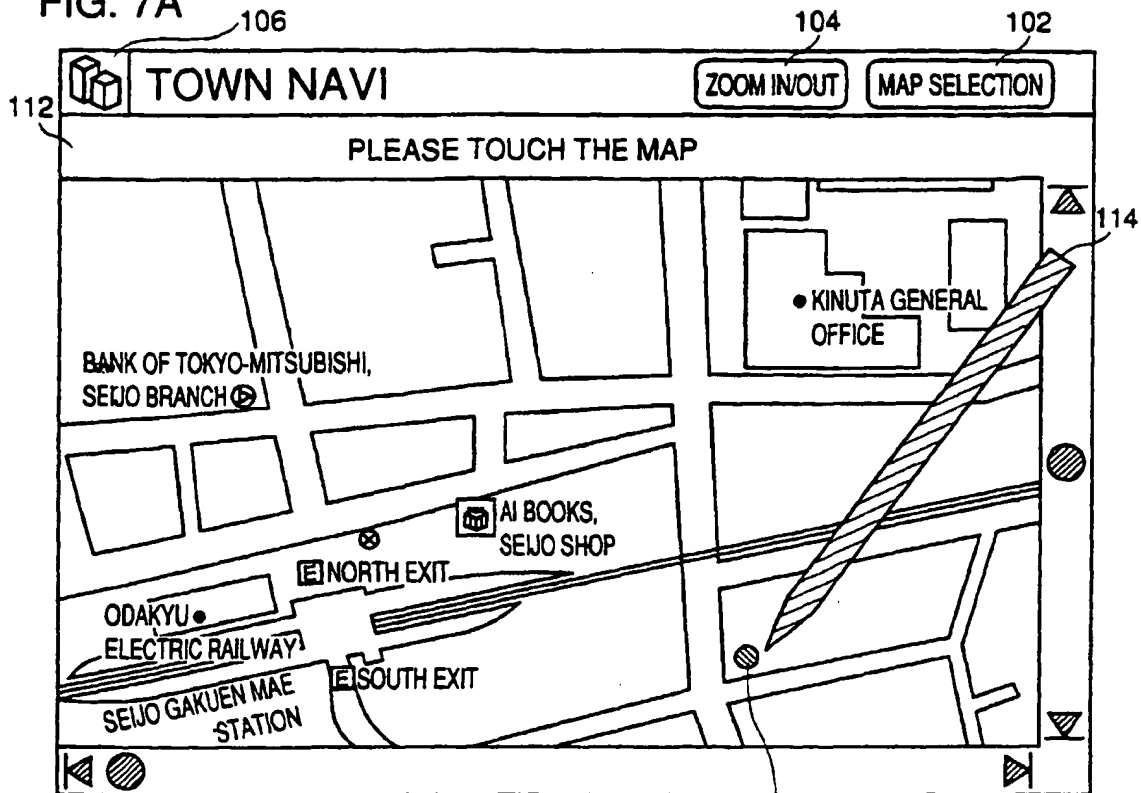 FIG. 7A
106
104
102
TOWN NAVI
ZOOM IN/OUT
MAP SELECTION
112
PLEASE TOUCH THE MAP
114
KINUTA GENERAL
OFFICE
BANK OF TOKYO-MITSUBISHI,
SEIJO BRANCH
AI BOOKS,
SEIJO SHOP
E NORTH EXIT
ODAKYU
ELECTRIC RAILWAY
E SOUTH EXIT
SEIJO GAKUEN MAE
STATION